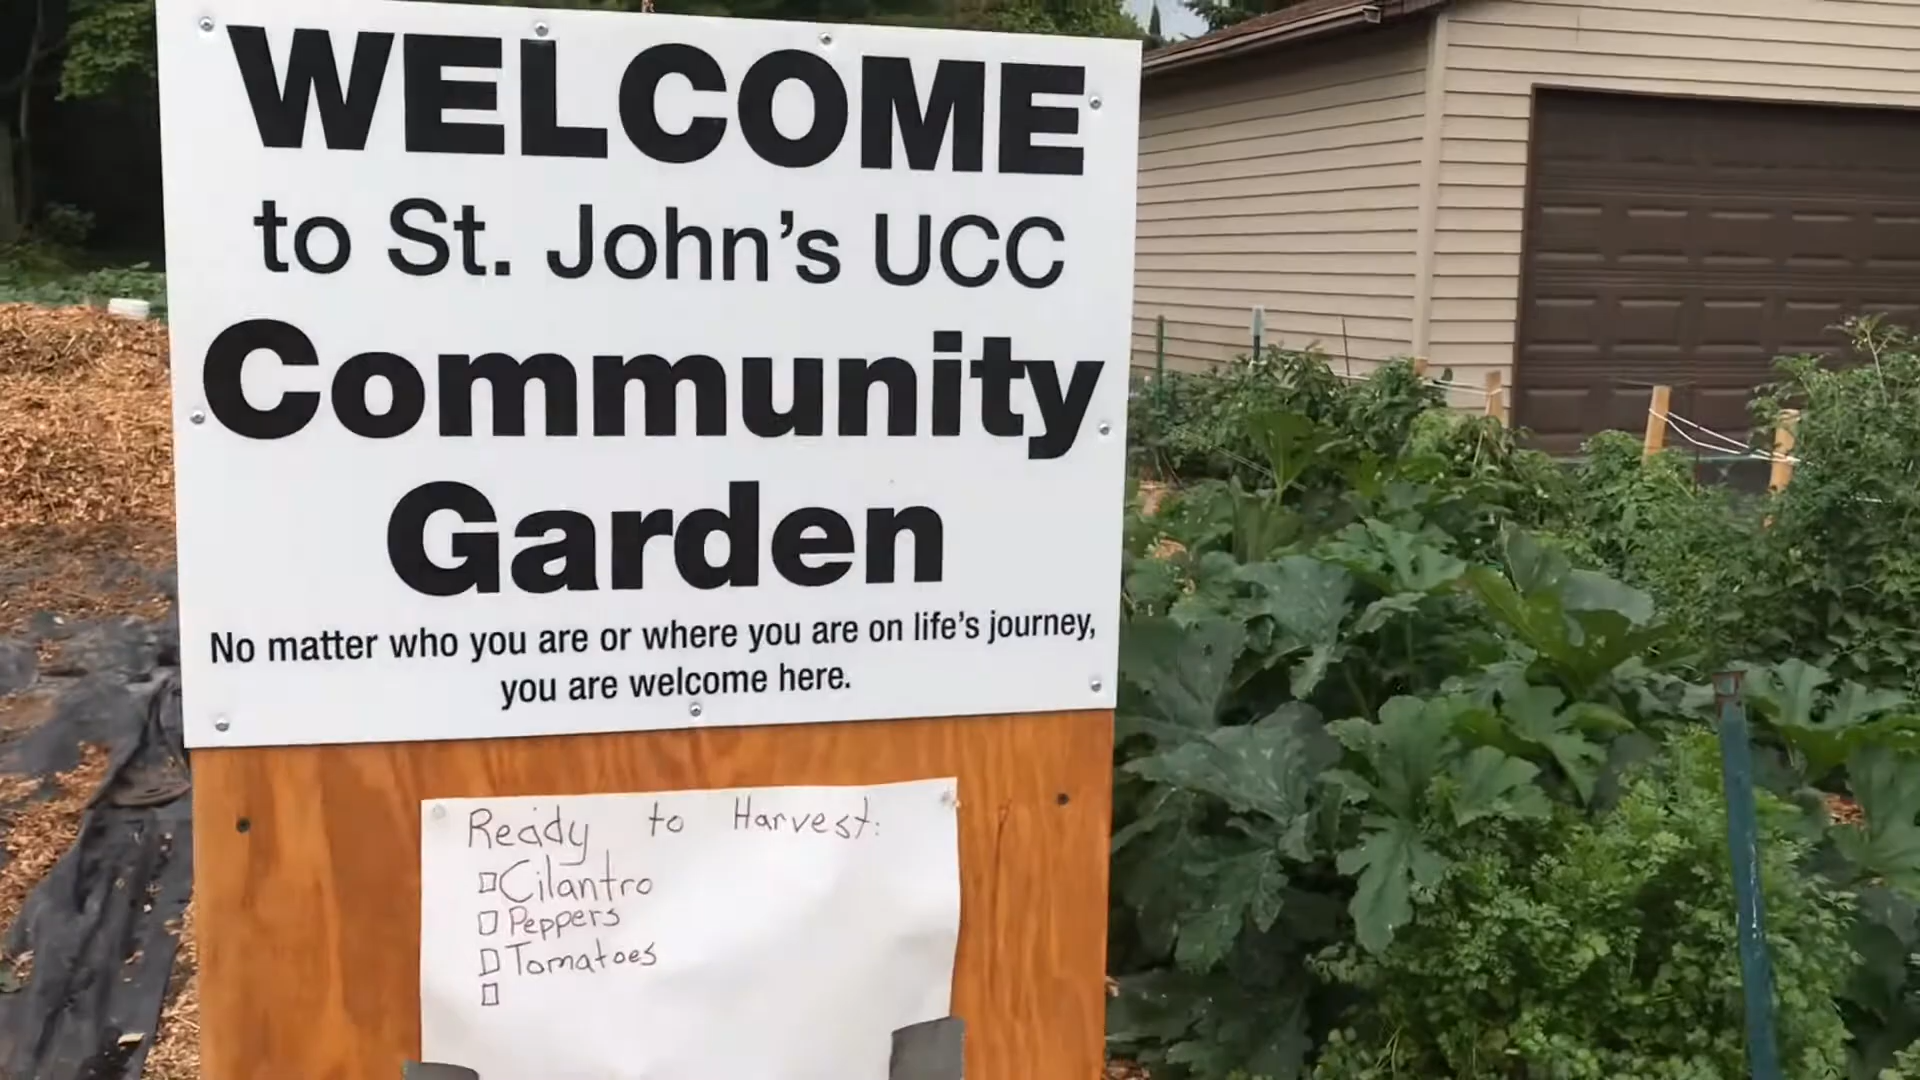 WELCOME
to St. John's UCC
Community
Garden
No matter who you are or where you are on life's journey,
you are welcome here.
Ready to Harvest:
Cilantro
Peppers
Tomatoes